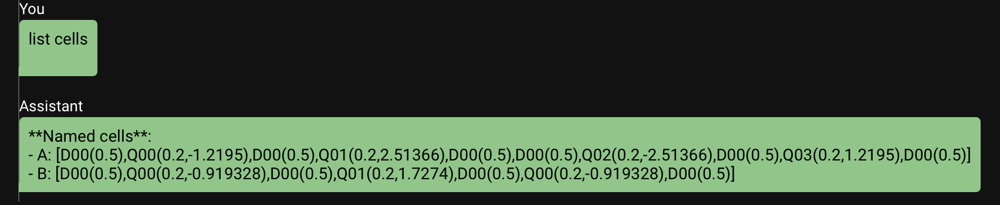 You
list cells
Assistant
**Named cells**:
- A: [D00(0.5),Q00(0.2,-1.2195),D00(0.5),Q01(0.2,2.51366),D00(0.5),D00(0.5),Q02(0.2,-2.51366),D00(0.5),Q03(0.2,1.2195),D00(0.5)]
- B: [D00(0.5),Q00(0.2,-0.919328),D00(0.5),Q01(0.2,1.7274),D00(0.5),Q00(0.2,-0.919328),D00(0.5)]